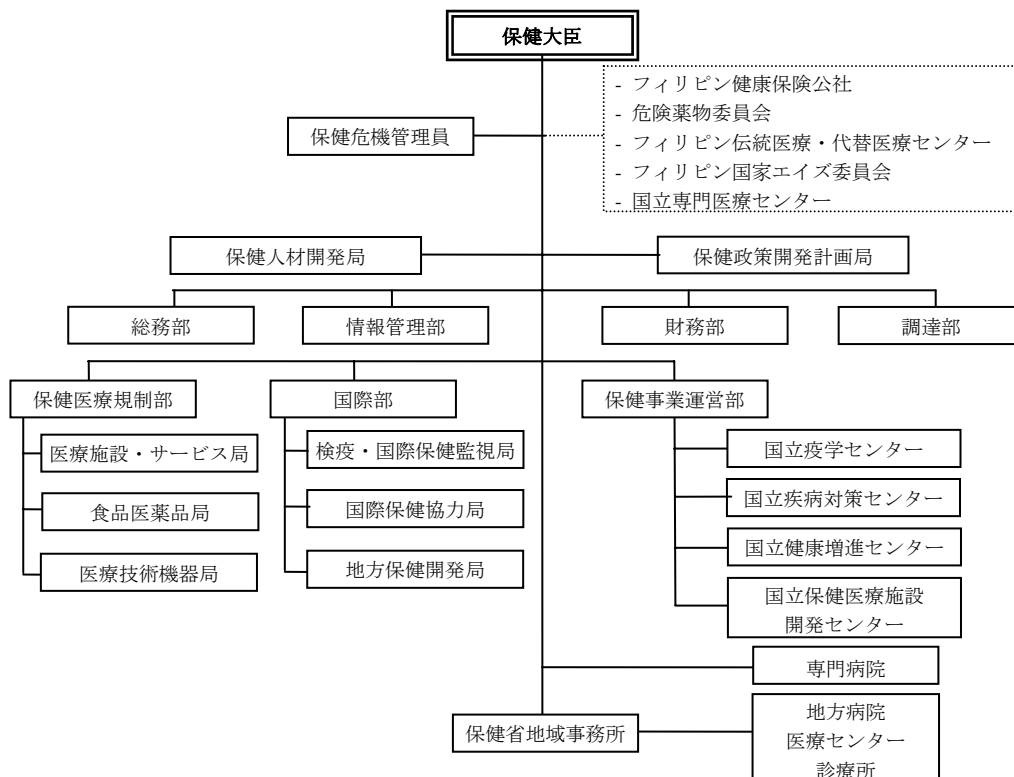 保健大臣
- フィリピン健康保険公社
- 危険薬物委員会
- フィリピン伝統医療・代替医療センター
- フィリピン国家エイズ委員会
- 国立専門医療センター
保健危機管理員
保健人材開発局
保健政策開発計画局
総務部
情報管理部
財務部
調達部
保健医療規制部
国際部
保健事業運営部
医療施設・サービス局
食品医薬品局
医療技術機器局
検疫・国際保健監視局
国際保健協力局
地方保健開発局
国立疫学センター
国立疾病対策センター
国立健康増進センター
国立保健医療施設
開発センター
専門病院
保健省地域事務所
地方病院
医療センター
診療所